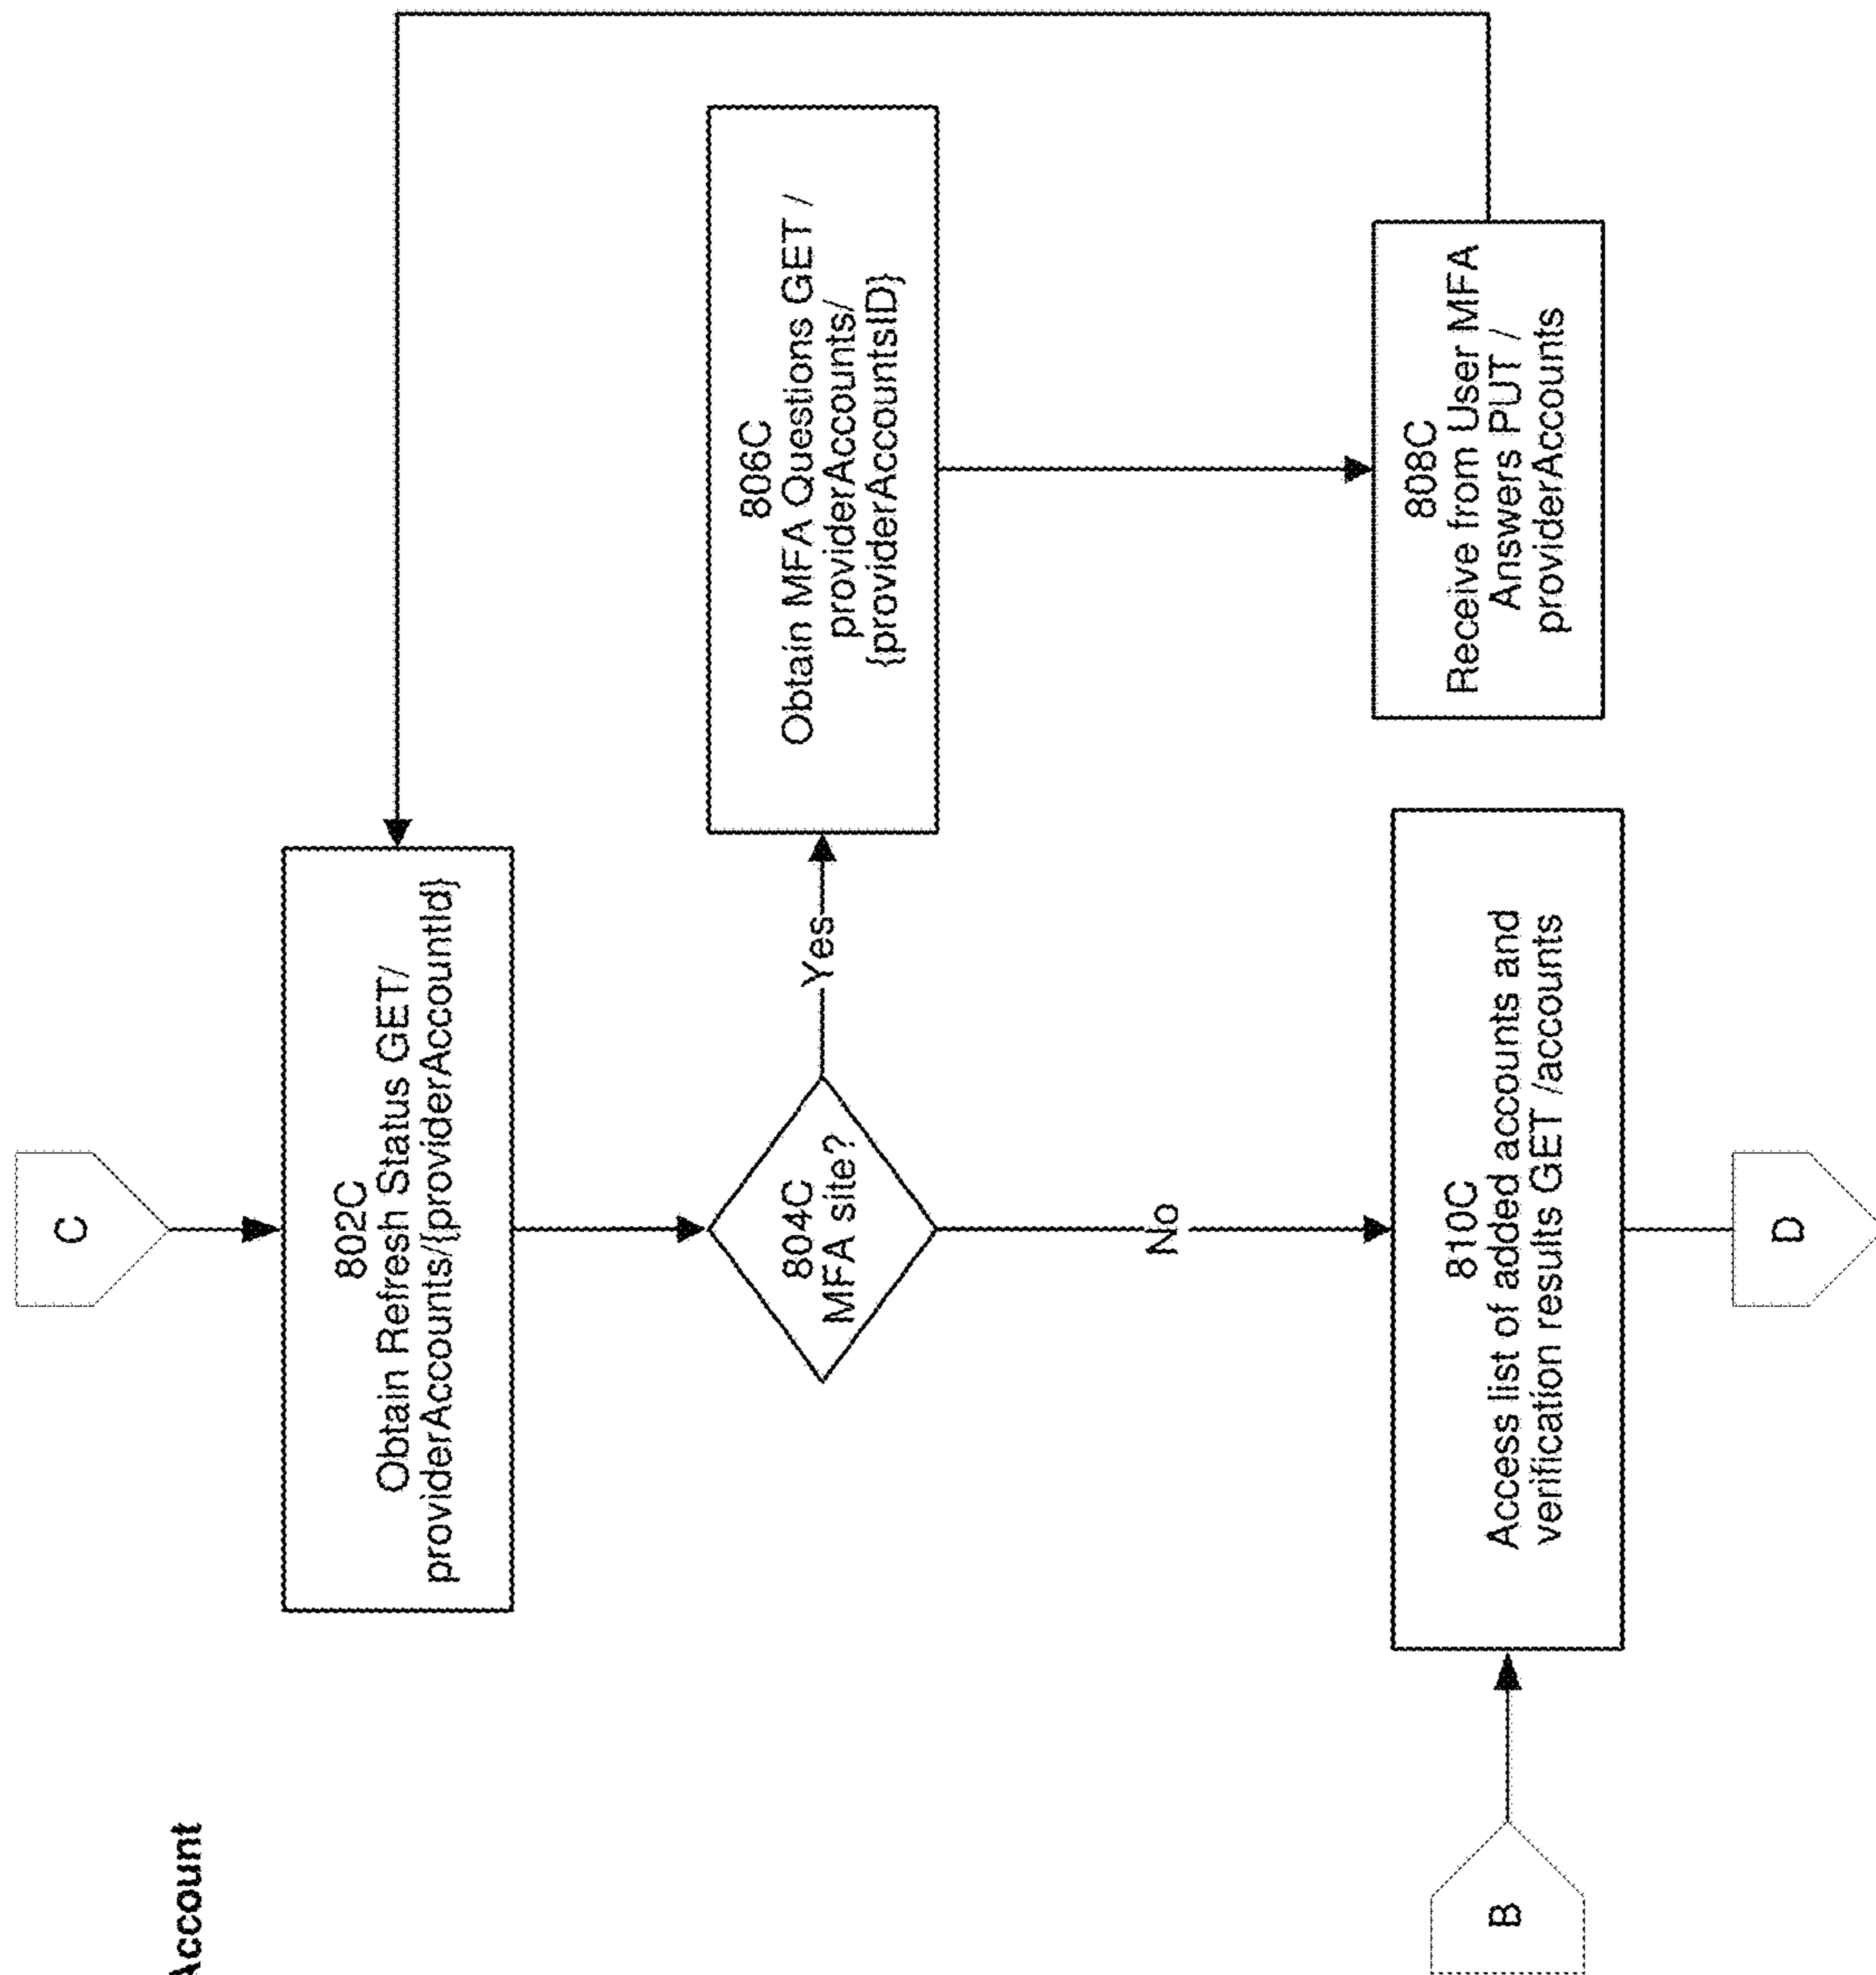 Account
C
802C
Obtain Refresh Status GET/
providerAccounts/{providerAccountId}
804C
MFA site?
Yes
806C
Obtain MFA Questions GET /
providerAccounts/
{providerAccountsID}
No
808C
Receive from User MFA
Answers PUT /
providerAccounts
B
810C
Access list of added accounts and
verification results GET /accounts
D